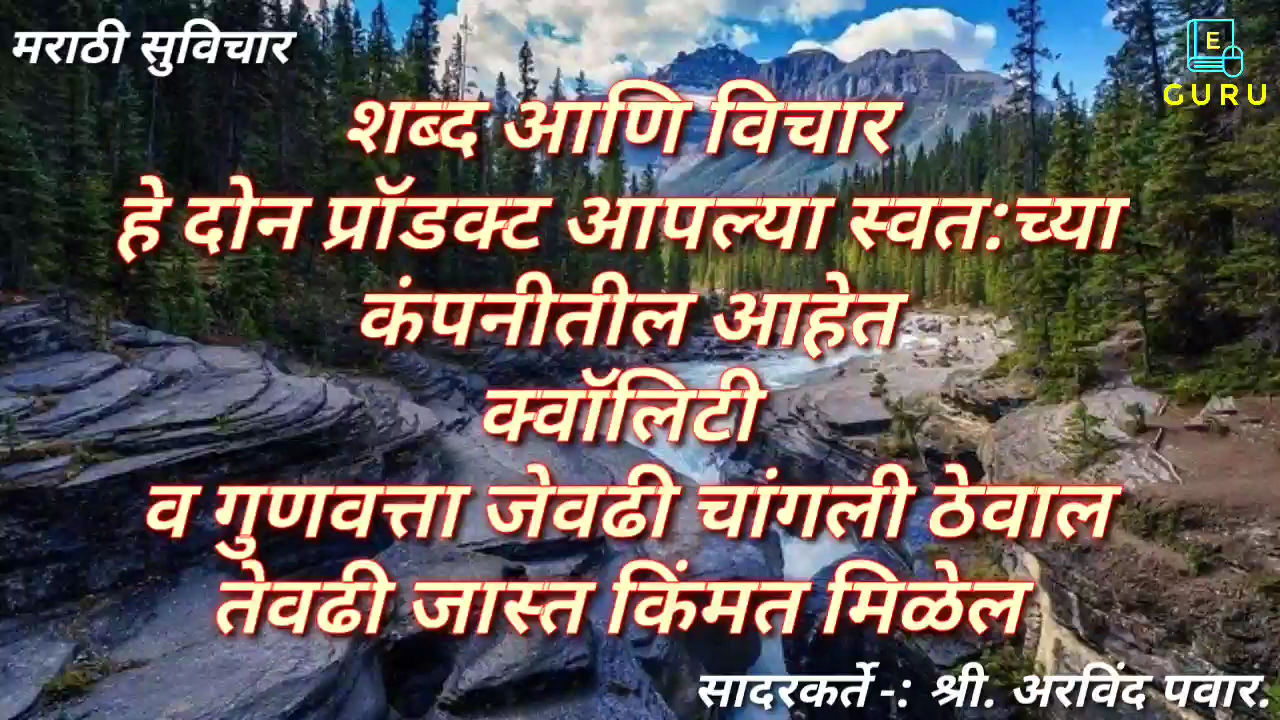 मराठी सुविचार
E
GURU
शब्द आणि विचार
हे दोन प्रॉडक्ट आपल्या स्वत:च्या
कंपनीतील आहेत
क्वॉलिटी
व गुणवत्ता जेवढी चांगली ठेवाल
तेवढी जास्त किंमत मिळेल
सादरकर्ते -: श्री. अरविंद पवार.